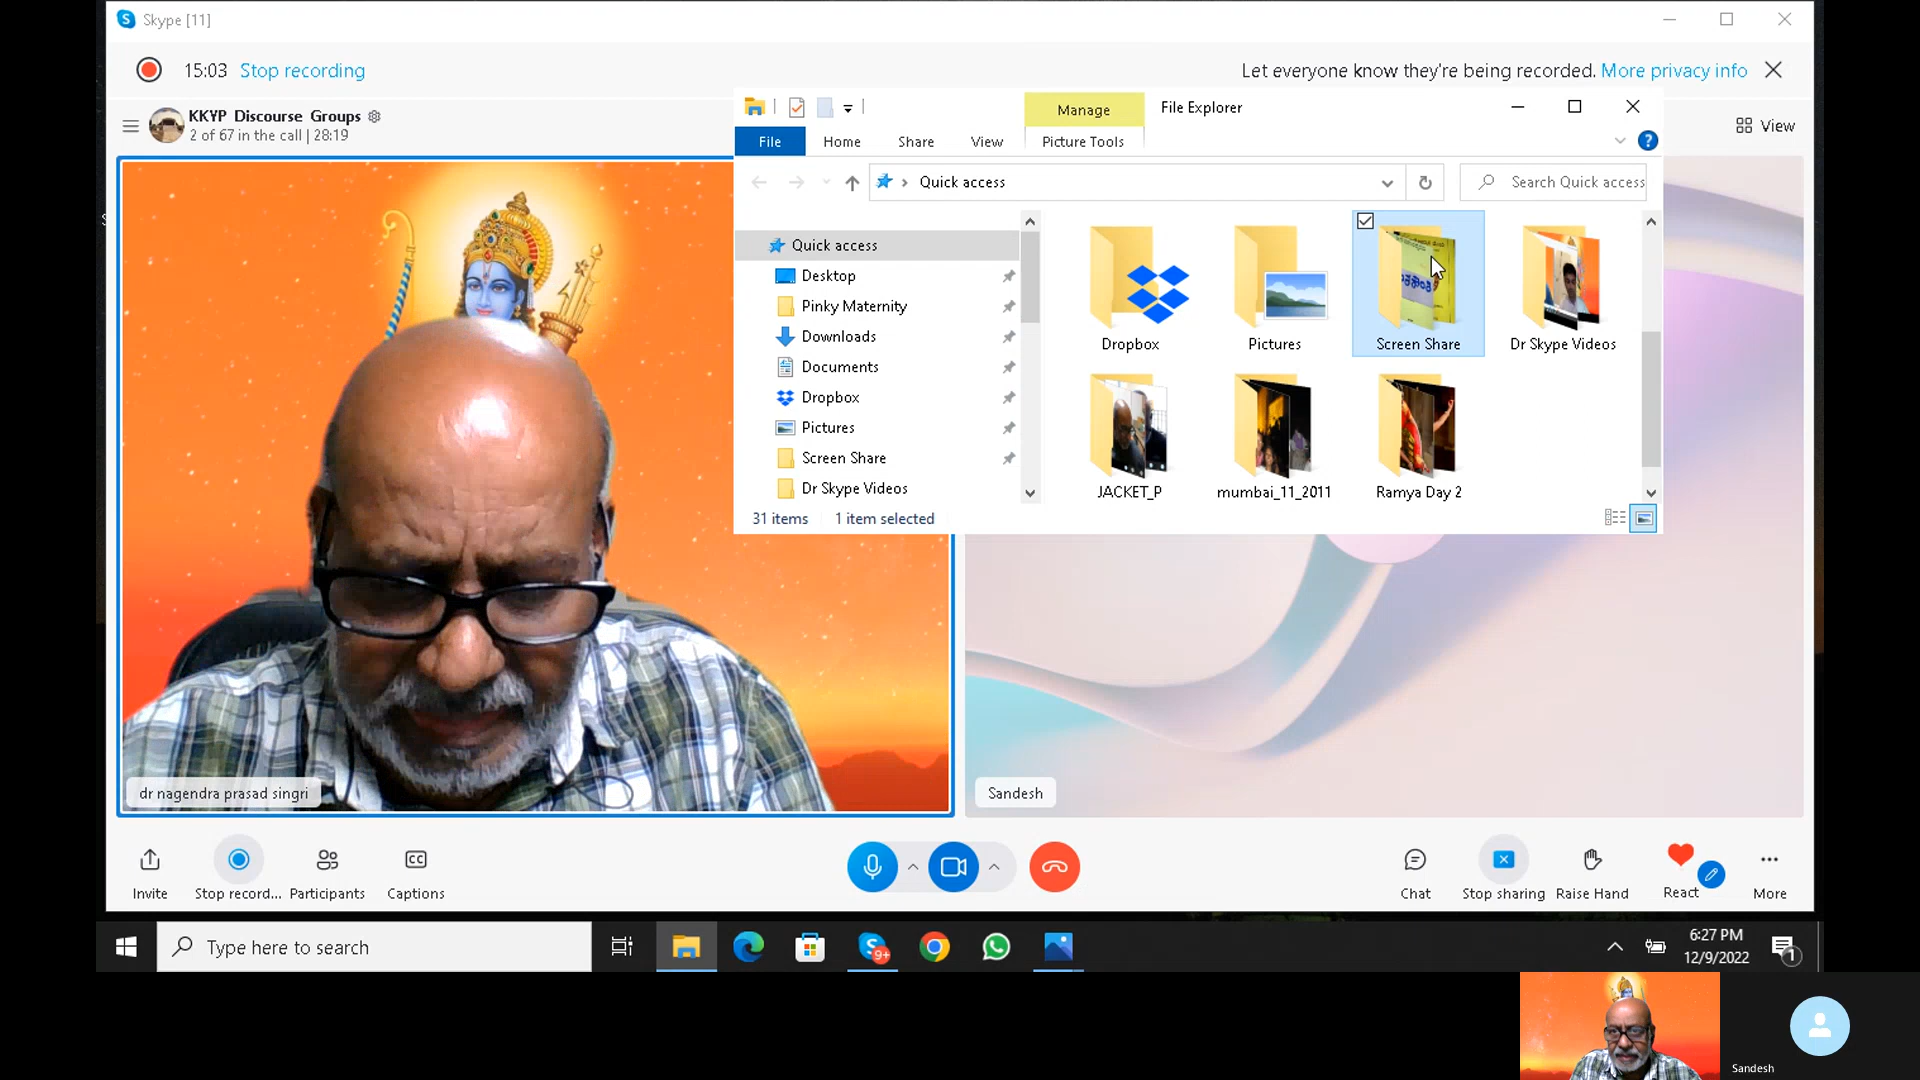 Skype [11]
15:03 Stop recording
Let everyone know they're being recorded. More privacy info
KKYP Discourse Groups
2 of 67 in the call | 28:19
View
Manage
File Explorer
File Home Share View Picture Tools
Quick access
Search Quick access
Quick access
Desktop
Pinky Maternity
Downloads
Documents
Dropbox
Pictures
Screen Share
Dr Skype Videos
Dropbox
Pictures
Screen Share
Dr Skype Videos
JACKET_P
mumbai_11_2011
Ramya Day 2
31 items 1 item selected
dr nagendra prasad singri
Sandesh
Invite
Stop record...
Participants
CC
Captions
Chat
Stop sharing
Raise Hand
React
More
Type here to search
9+
6:27 PM
12/9/2022
1
Sandesh